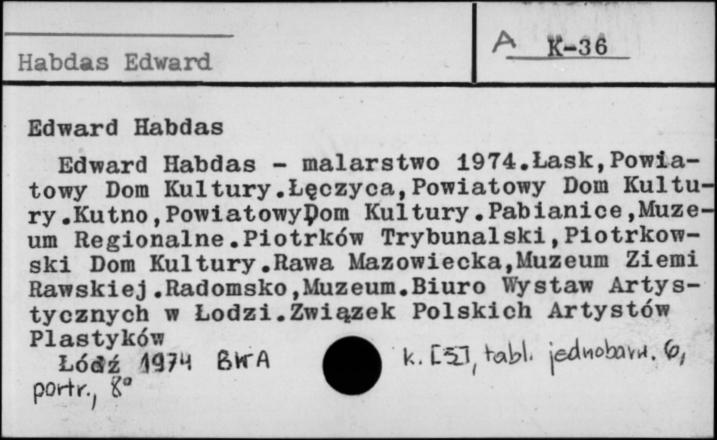 A K-36
Habdas Edward
Edward Habdas
Edward Habdas - malarstwo 1974.Łask,Powia-
towy Dom Kultury.Łęczyca,Powiatowy Dom Kultu-
ry.Kutno,PowiatowyDom Kultury.Pabianice,Muze-
um Regionalne.Piotrków Trybunalski,Piotrkow-
ski Dom Kultury.Rawa Mazowiecka,Muzeum Ziemi
Rawskiej.Radomsko,Muzeum.Biuro Wystaw Artys-
tycznych w Łodzi.Związek Polskich Artystów
Plastyków
Łódź 1974 BWA k. [5], tabl. jednobarw. 6,
portr., 8°